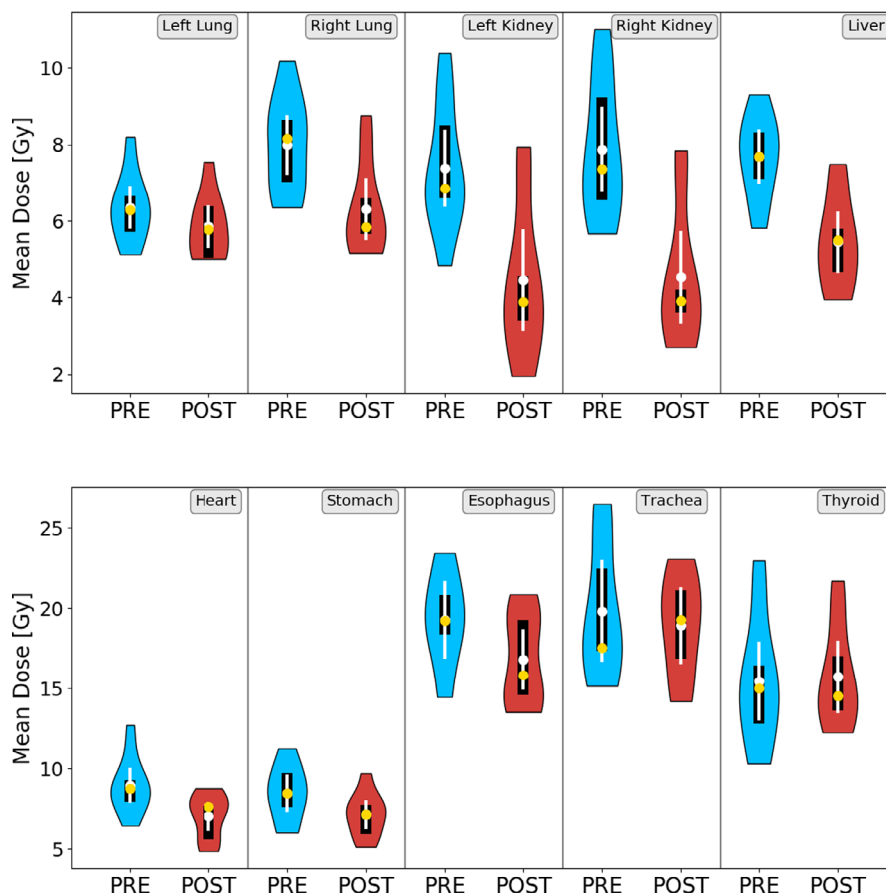 Left Lung Right Lung Left Kidney Right Kidney Liver
Mean Dose [Gy]
10
8
6
4
2
PRE POST PRE POST PRE POST PRE POST PRE POST
Heart Stomach Esophagus Trachea Thyroid
Mean Dose [Gy]
25
20
15
10
5
PRE POST PRE POST PRE POST PRE POST PRE POST